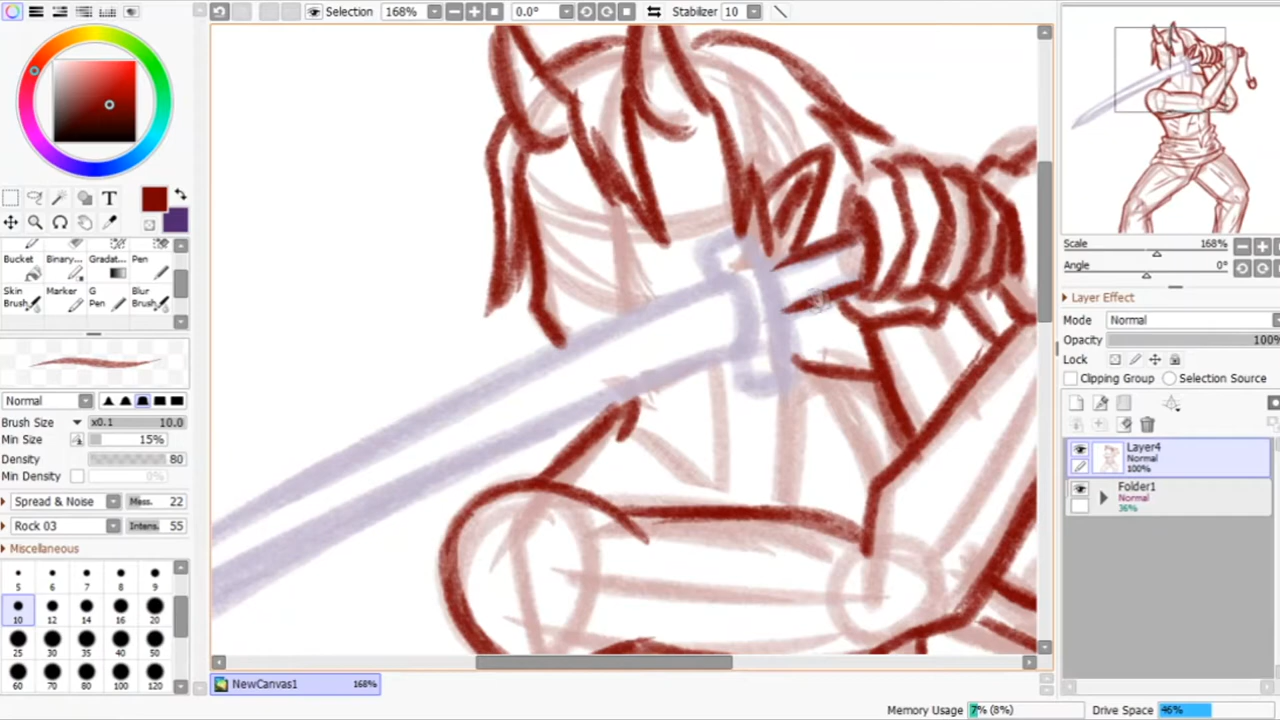 Selection 168% 0.0° Stabilizer 10
T
Bucket Binary... Gradat... Pen
Skin Brush... Marker G Pen Blur Brush...
Normal
Brush Size x0.1 10.0
Min Size 15%
Density 80
Min Density 0%
Spread & Noise 22
Rock 03 Intens. 55
Miscellaneous
5 6 7 8 9
10 12 14 16 20
25 30 35 40 50
60 70 80 100 120
NewCanvas1 168%
Scale 168%
Angle 0°
Layer Effect
Mode Normal
Opacity 100%
Lock
Clipping Group Selection Source
Layer4
Normal
100%
Folder1
Normal
36%
Memory Usage 7% (8%) Drive Space 46%